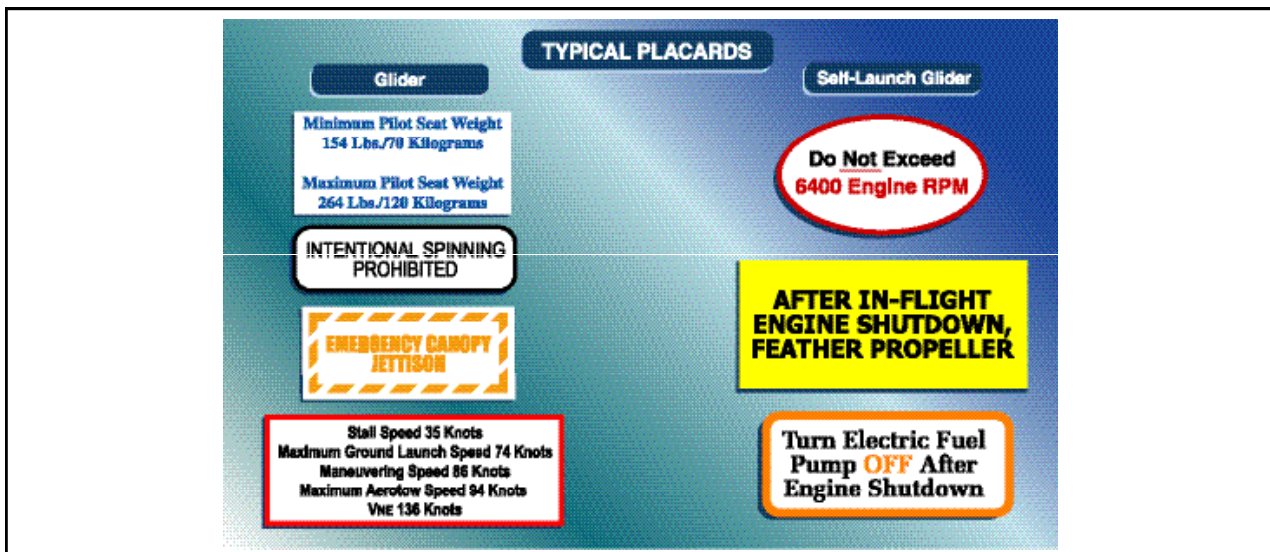 TYPICAL PLACARDS
Glider
Minimum Pilot Seat Weight
154 Lbs./70 Kilograms
Maximum Pilot Seat Weight
264 Lbs./120 Kilograms
INTENTIONAL SPINNING
PROHIBITED
EMERGENCY CANOPY
JETTISON
Stall Speed 35 Knots
Maximum Ground Launch Speed 74 Knots
Maneuvering Speed 86 Knots
Maximum Aerotow Speed 94 Knots
VNE 136 Knots
Self-Launch Glider
Do Not Exceed
6400 Engine RPM
AFTER IN-FLIGHT
ENGINE SHUTDOWN,
FEATHER PROPELLER
Turn Electric Fuel
Pump OFF After
Engine Shutdown